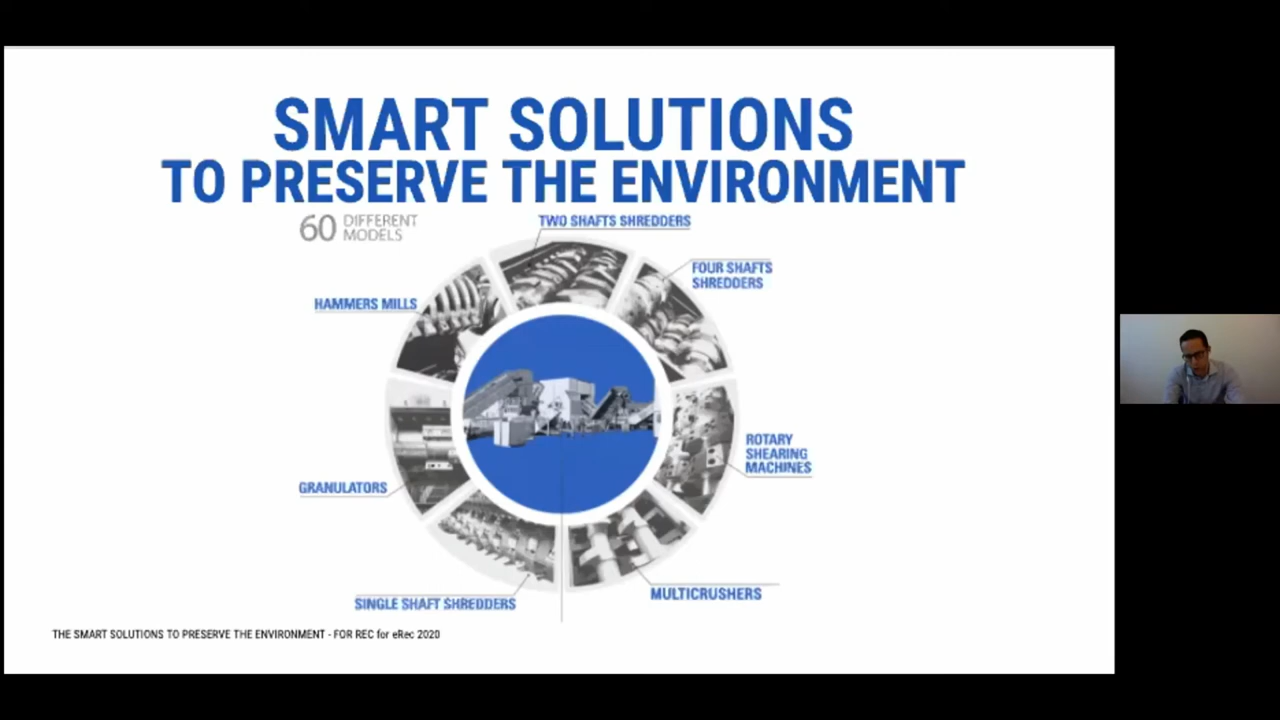 SMART SOLUTIONS
TO PRESERVE THE ENVIRONMENT
60 DIFFERENT
MODELS
TWO SHAFTS SHREDDERS
FOUR SHAFTS
SHREDDERS
HAMMERS MILLS
ROTARY
SHEARING
MACHINES
GRANULATORS
MULTICRUSHERS
SINGLE SHAFT SHREDDERS
THE SMART SOLUTIONS TO PRESERVE THE ENVIRONMENT - FOR REC for eRec 2020